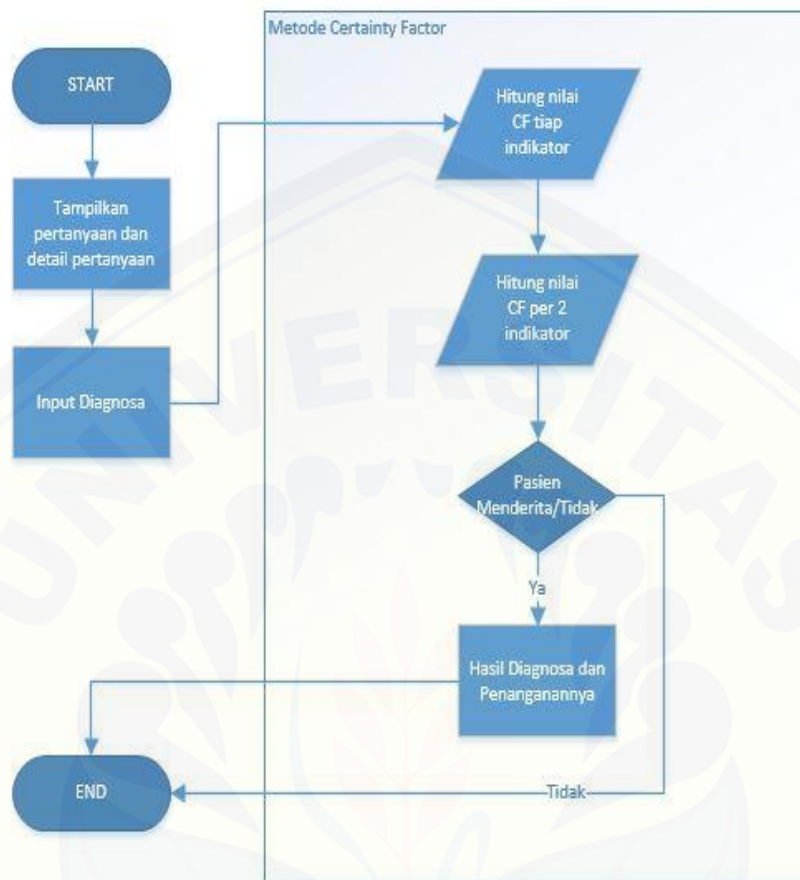 Metode Certainty Factor
START
Tampilkan
pertanyaan dan
detail pertanyaan
Input Diagnosa
Hitung nilai
CF tiap
indikator
Hitung nilai
CF per 2
indikator
Pasien
Menderita/Tidak
Ya
Hasil Diagnosa dan
Penanganannya
Tidak
END
UNIVERSITAS